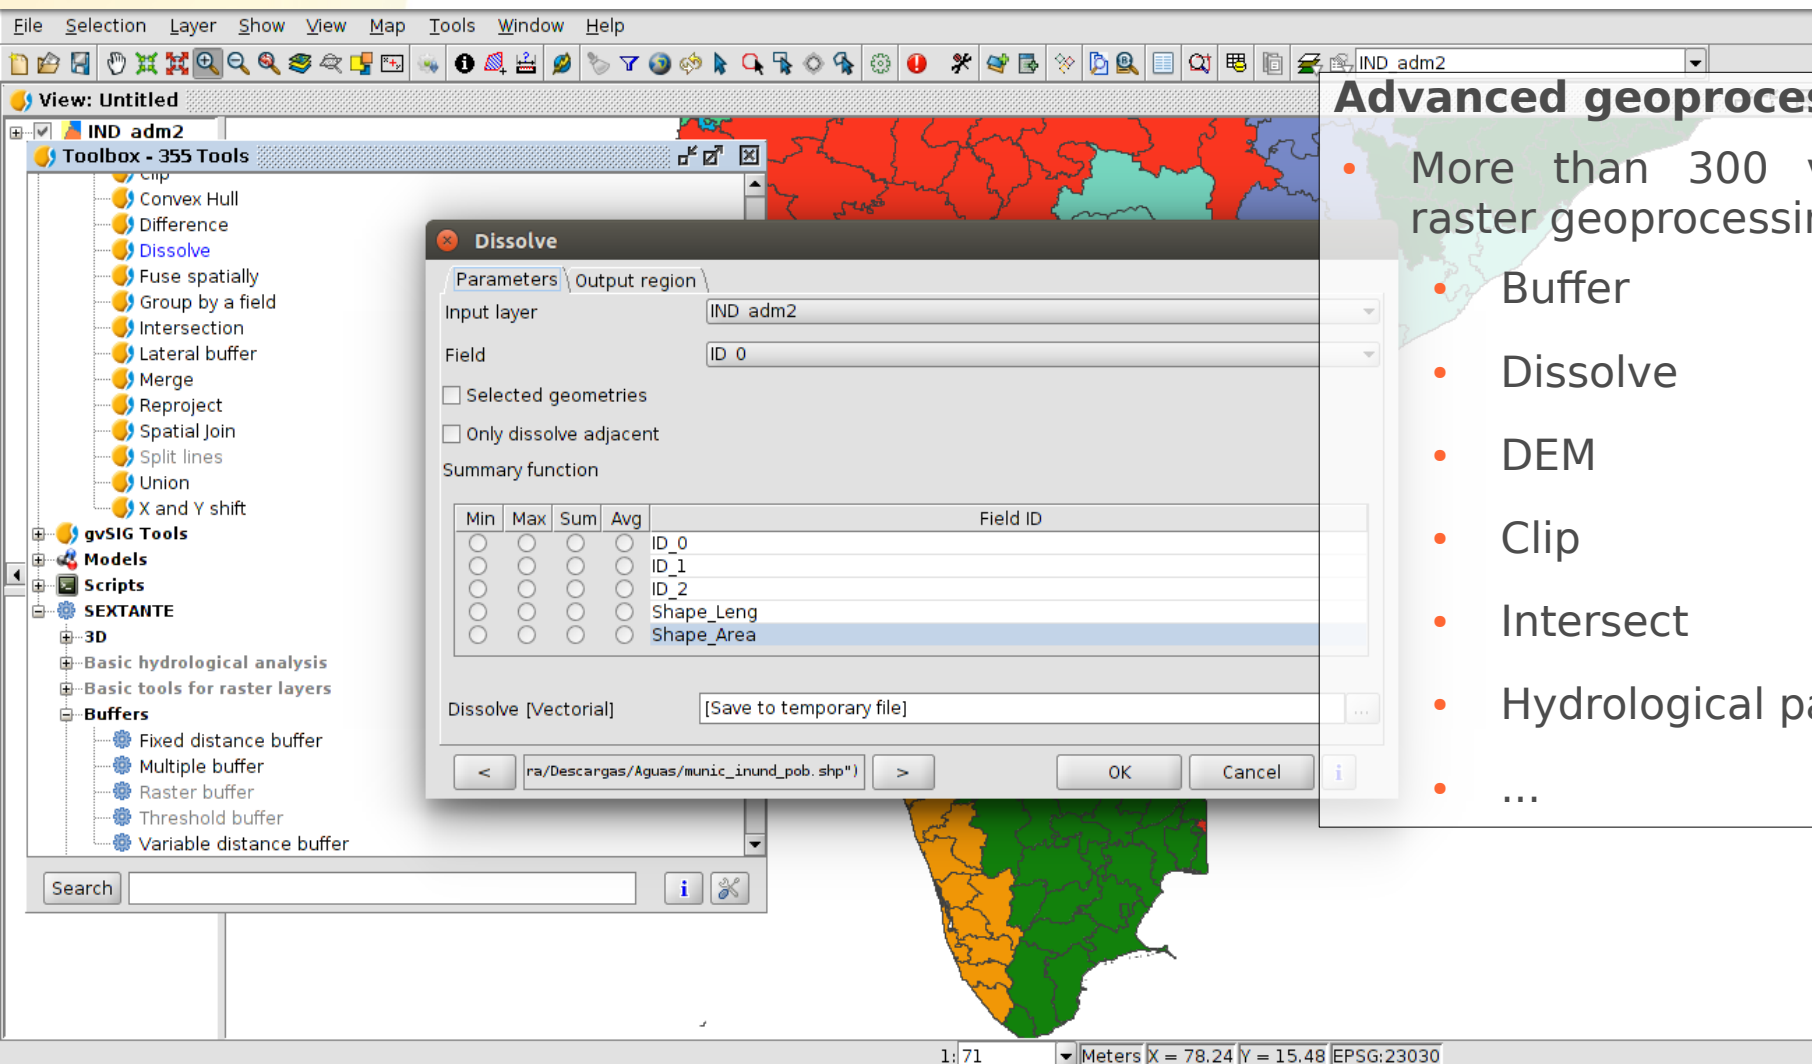 File Selection Layer Show View Map Tools Window Help
IND_adm2
View: Untitled
IND_adm2
Toolbox - 355 Tools
Clip
Convex Hull
Difference
Dissolve
Fuse spatially
Group by a field
Intersection
Lateral buffer
Merge
Reproject
Spatial Join
Split lines
Union
X and Y shift
gvSIG Tools
Models
Scripts
SEXTANTE
3D
Basic hydrological analysis
Basic tools for raster layers
Buffers
Fixed distance buffer
Multiple buffer
Raster buffer
Threshold buffer
Variable distance buffer
Search
Dissolve
Parameters Output region
Input layer IND_adm2
Field ID_0
Selected geometries
Only dissolve adjacent
Summary function
Min Max Sum Avg Field ID
ID_0
ID_1
ID_2
Shape_Leng
Shape_Area
Dissolve [Vectorial] [Save to temporary file] ...
< ra/Descargas/Aguas/munic_inund_pob.shp") > OK Cancel
Advanced geoproces
• More than 300 v
raster geoprocessin
• Buffer
• Dissolve
• DEM
• Clip
• Intersect
• Hydrological pa
• ...
1: 71 Meters X = 78.24 Y = 15.48 EPSG:23030